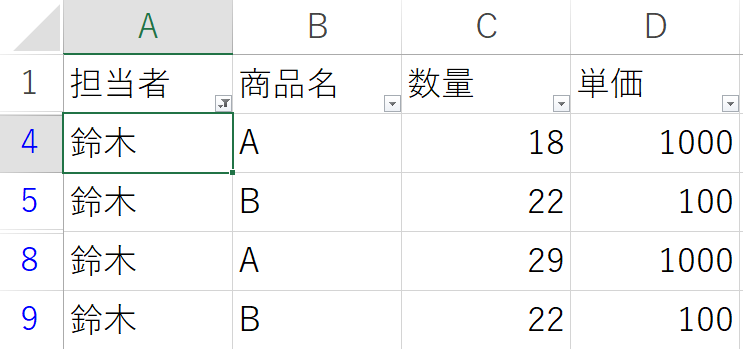 A B C D
1 担当者 商品名 数量 単価
4 鈴木 A 18 1000
5 鈴木 B 22 100
8 鈴木 A 29 1000
9 鈴木 B 22 100